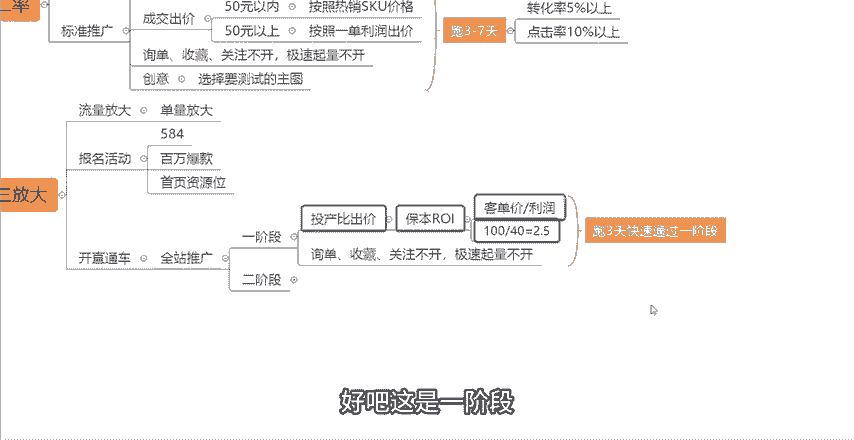 二率
标准推广
成交出价
50元以内
按照热销SKU价格
50元以上
按照一单利润出价
询单、收藏、关注不开，极速起量不开
创意
选择要测试的主图
跑3-7天
转化率5%以上
点击率10%以上
三放大
流量放大
单量放大
报名活动
584
百万爆款
首页资源位
开直通车
全站推广
一阶段
投产比出价
保本ROI
客单价/利润
100/40=2.5
询单、收藏、关注不开，极速起量不开
跑3天快速通过一阶段
二阶段
好吧这是一阶段